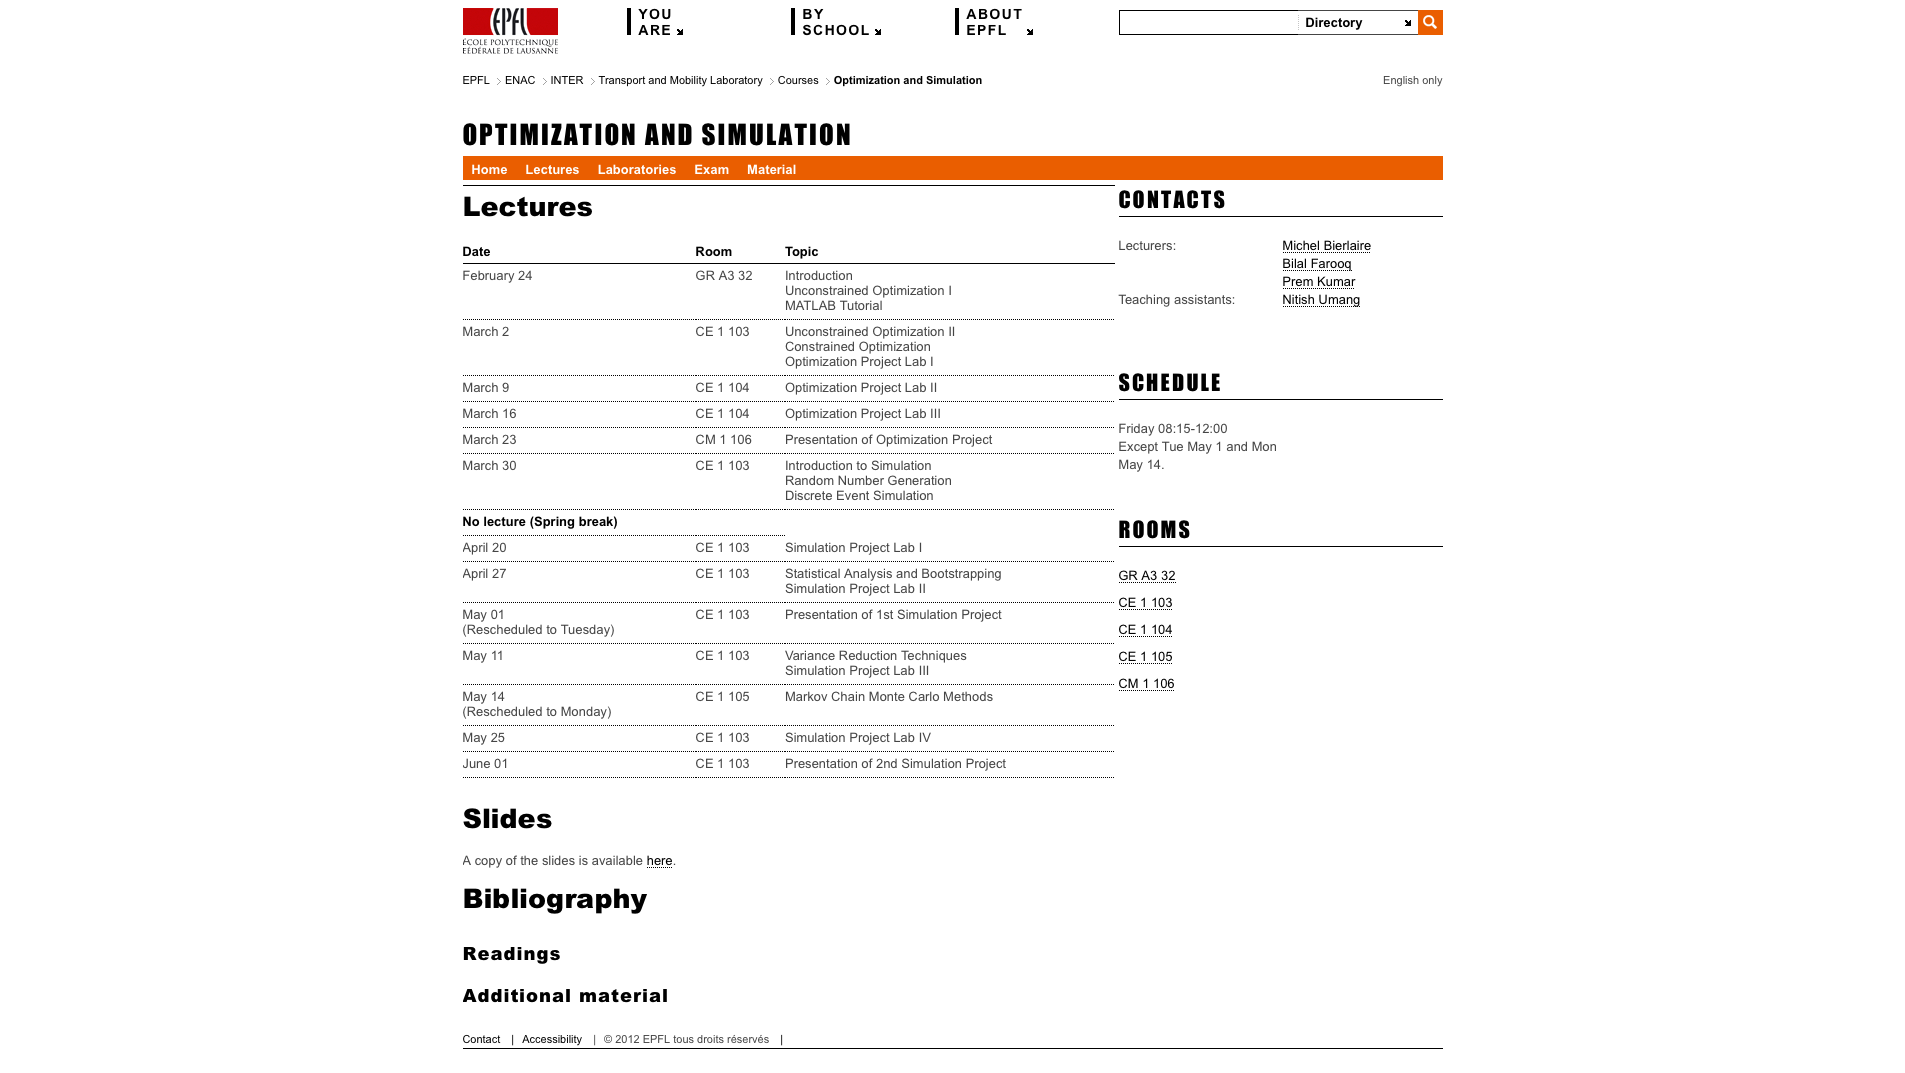 EPFL
ÉCOLE POLYTECHNIQUE
FÉDÉRALE DE LAUSANNE
YOU
ARE
BY
SCHOOL
ABOUT
EPFL
Directory
EPFL ENAC INTER Transport and Mobility Laboratory Courses Optimization and Simulation
English only
OPTIMIZATION AND SIMULATION
Home Lectures Laboratories Exam Material
Lectures
Date Room Topic
February 24 GR A3 32 Introduction
Unconstrained Optimization I
MATLAB Tutorial
March 2 CE 1 103 Unconstrained Optimization II
Constrained Optimization
Optimization Project Lab I
March 9 CE 1 104 Optimization Project Lab II
March 16 CE 1 104 Optimization Project Lab III
March 23 CM 1 106 Presentation of Optimization Project
March 30 CE 1 103 Introduction to Simulation
Random Number Generation
Discrete Event Simulation
No lecture (Spring break)
April 20 CE 1 103 Simulation Project Lab I
April 27 CE 1 103 Statistical Analysis and Bootstrapping
Simulation Project Lab II
May 01 CE 1 103 Presentation of 1st Simulation Project
(Rescheduled to Tuesday)
May 11 CE 1 103 Variance Reduction Techniques
Simulation Project Lab III
May 14 CE 1 105 Markov Chain Monte Carlo Methods
(Rescheduled to Monday)
May 25 CE 1 103 Simulation Project Lab IV
June 01 CE 1 103 Presentation of 2nd Simulation Project
Slides
A copy of the slides is available here.
Bibliography
Readings
Additional material
CONTACTS
Lecturers: Michel Bierlaire
Bilal Farooq
Prem Kumar
Teaching assistants: Nitish Umang
SCHEDULE
Friday 08:15-12:00
Except Tue May 1 and Mon
May 14.
ROOMS
GR A3 32
CE 1 103
CE 1 104
CE 1 105
CM 1 106
Contact | Accessibility | © 2012 EPFL tous droits réservés |